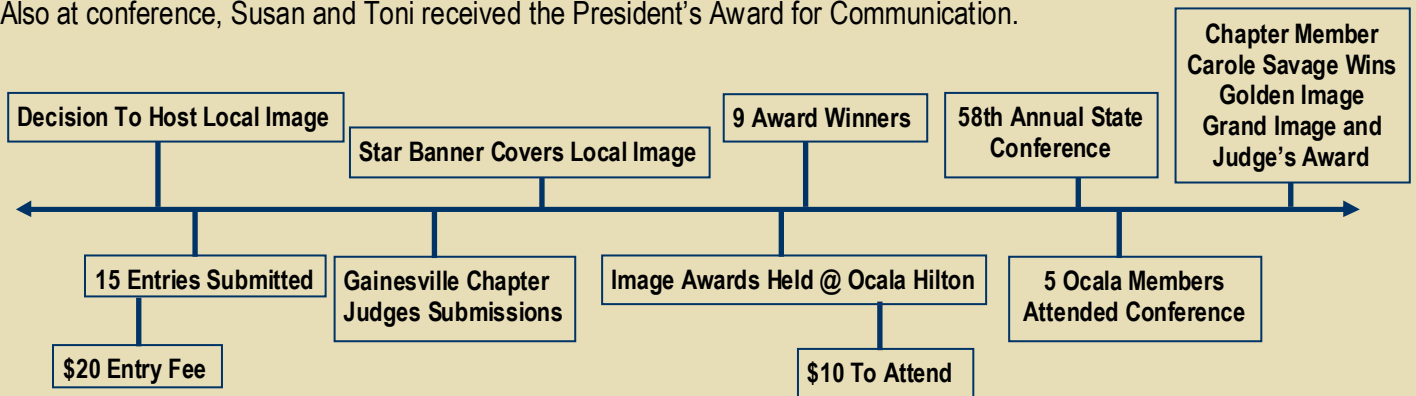 Also at conference, Susan and Toni received the President’s Award for Communication.
Decision To Host Local Image
Star Banner Covers Local Image
9 Award Winners
58th Annual State
Conference
Chapter Member
Carole Savage Wins
Golden Image
Grand Image and
Judge’s Award
15 Entries Submitted
$20 Entry Fee
Gainesville Chapter
Judges Submissions
Image Awards Held @ Ocala Hilton
$10 To Attend
5 Ocala Members
Attended Conference